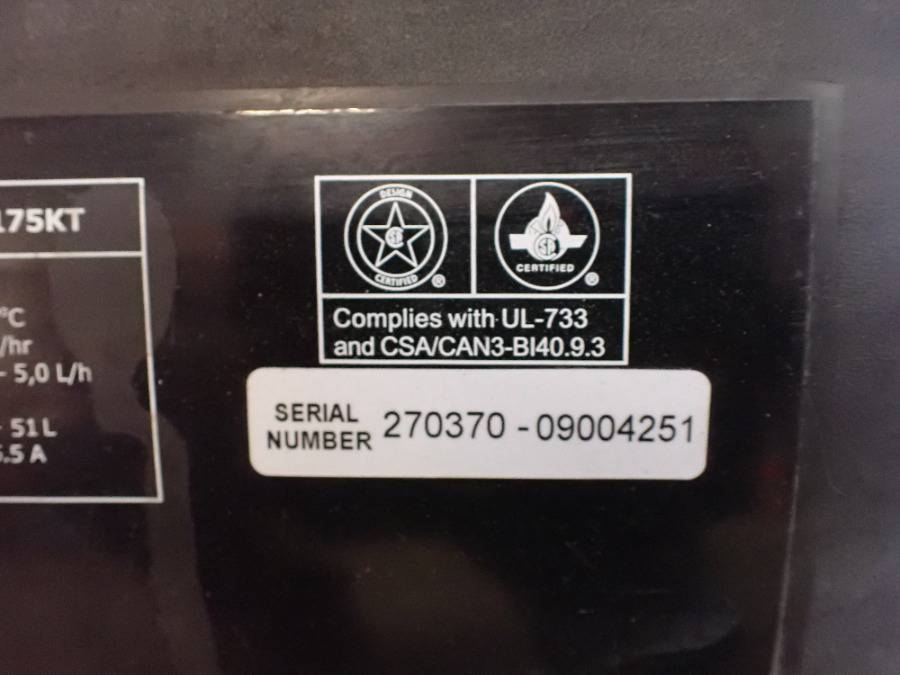 175KT
°C
/hr
- 5,0 L/h
51 L
.5 A
DESIGN
CERTIFIED
®
CERTIFIED
®
Complies with UL-733
and CSA/CAN3-BI40.9.3
SERIAL
NUMBER 270370 - 09004251